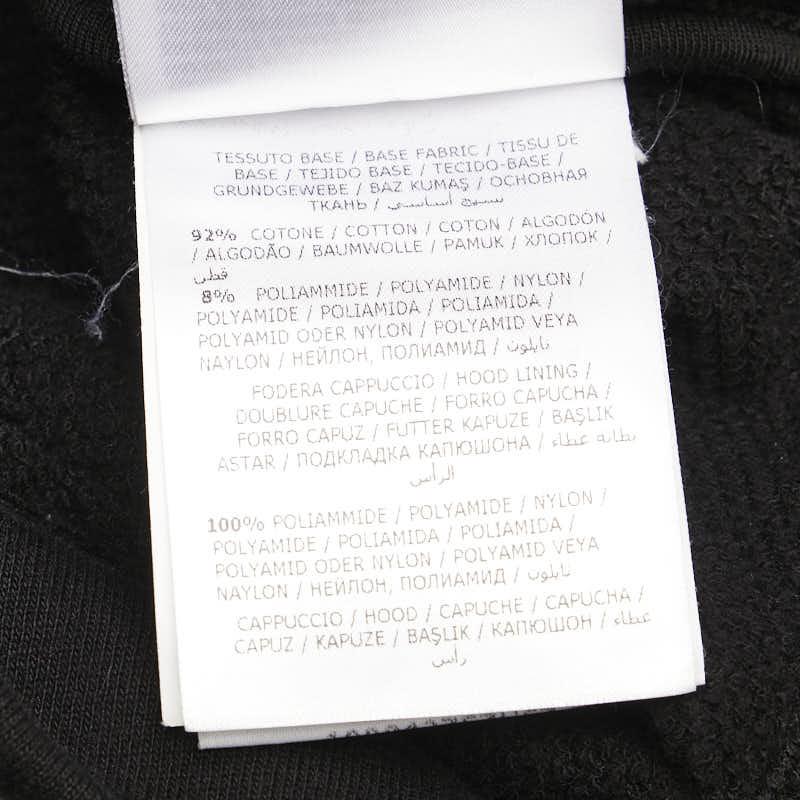 TESSUTO BASE / BASE FABRIC / TISSU DE
BASE / TEJIDO BASE / TECIDO-BASE /
GRUNDGEWEBE / BAZ KUMAŞ / ОСНОВНАЯ
ТКАНЬ / نسيج أساسي
92% COTONE / COTTON / COTON / ALGODÓN
/ ALGODÃO / BAUMWOLLE / PAMUK / ХЛОПОК /
قطن
8% POLIAMMIDE / POLYAMIDE / NYLON /
POLYAMIDE / POLIAMIDA / POLIAMIDA /
POLYAMID ODER NYLON / POLYAMID VEYA
NAYLON / НЕЙЛОН, ПОЛИАМИД / نايلون
FODERA CAPPUCCIO / HOOD LINING /
DOUBLURE CAPUCHE / FORRO CAPUCHA /
FORRO CAPUZ / FUTTER KAPUZE / BAŞLIK
ASTAR / ПОДКЛАДКА КАПЮШОНА / بطانة غطاء
الرأس
100% POLIAMMIDE / POLYAMIDE / NYLON /
POLYAMIDE / POLIAMIDA / POLIAMIDA /
POLYAMID ODER NYLON / POLYAMID VEYA
NAYLON / НЕЙЛОН, ПОЛИАМИД / نايلون
CAPPUCCIO / HOOD / CAPUCHE / CAPUCHA /
CAPUZ / KAPUZE / BAŞLIK / КАПЮШОН / غطاء
رأس